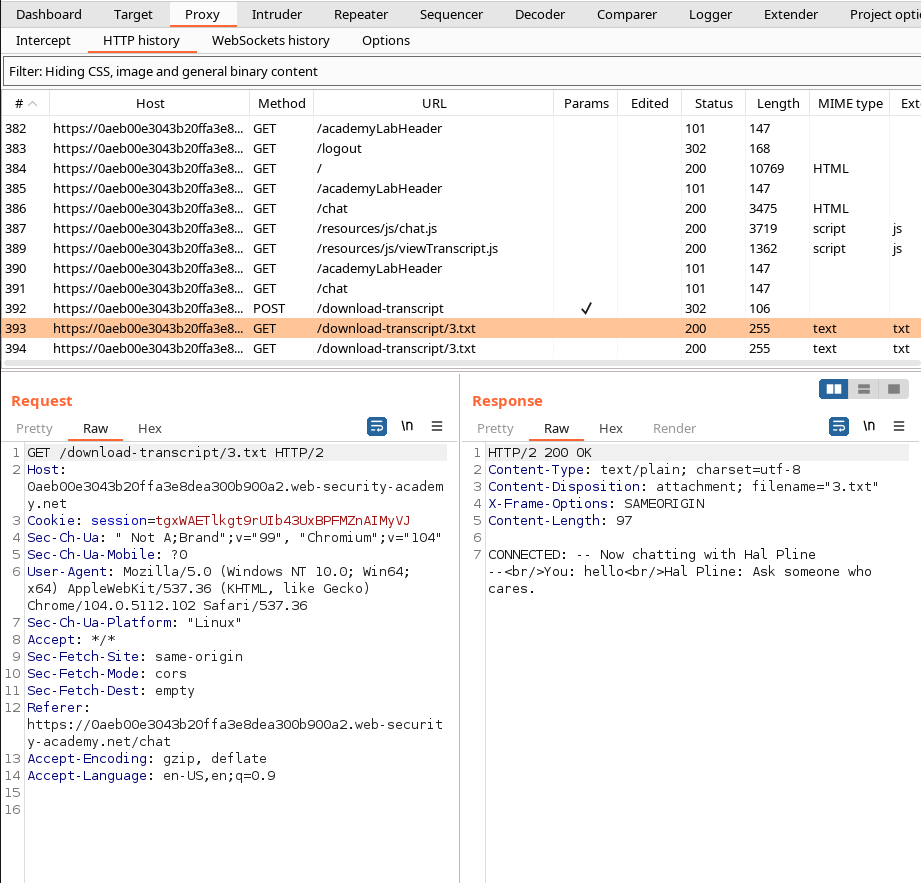 Dashboard Target Proxy Intruder Repeater Sequencer Decoder Comparer Logger Extender Project opti
Intercept HTTP history WebSockets history Options
Filter: Hiding CSS, image and general binary content
# Host Method URL Params Edited Status Length MIME type Exte
382 https://0aeb00e3043b20ffa3e8... GET /academyLabHeader 101 147
383 https://0aeb00e3043b20ffa3e8... GET /logout 302 168
384 https://0aeb00e3043b20ffa3e8... GET / 200 10769 HTML
385 https://0aeb00e3043b20ffa3e8... GET /academyLabHeader 101 147
386 https://0aeb00e3043b20ffa3e8... GET /chat 200 3475 HTML
387 https://0aeb00e3043b20ffa3e8... GET /resources/js/chat.js 200 3719 script js
389 https://0aeb00e3043b20ffa3e8... GET /resources/js/viewTranscript.js 200 1362 script js
390 https://0aeb00e3043b20ffa3e8... GET /academyLabHeader 101 147
391 https://0aeb00e3043b20ffa3e8... GET /chat 101 147
392 https://0aeb00e3043b20ffa3e8... POST /download-transcript ✓ 302 106
393 https://0aeb00e3043b20ffa3e8... GET /download-transcript/3.txt 200 255 text txt
394 https://0aeb00e3043b20ffa3e8... GET /download-transcript/3.txt 200 255 text txt
Request
Pretty Raw Hex \n
1 GET /download-transcript/3.txt HTTP/2
2 Host:
0aeb00e3043b20ffa3e8dea300b900a2.web-security-academ
y.net
3 Cookie: session=tgxWAETlkgt9rUIb43UxBPFMZnAIMyVJ
4 Sec-Ch-Ua: " Not A;Brand";v="99", "Chromium";v="104"
5 Sec-Ch-Ua-Mobile: ?0
6 User-Agent: Mozilla/5.0 (Windows NT 10.0; Win64;
x64) AppleWebKit/537.36 (KHTML, like Gecko)
Chrome/104.0.5112.102 Safari/537.36
7 Sec-Ch-Ua-Platform: "Linux"
8 Accept: */*
9 Sec-Fetch-Site: same-origin
10 Sec-Fetch-Mode: cors
11 Sec-Fetch-Dest: empty
12 Referer:
https://0aeb00e3043b20ffa3e8dea300b900a2.web-securit
y-academy.net/chat
13 Accept-Encoding: gzip, deflate
14 Accept-Language: en-US,en;q=0.9
15
16
Response
Pretty Raw Hex Render \n
1 HTTP/2 200 OK
2 Content-Type: text/plain; charset=utf-8
3 Content-Disposition: attachment; filename="3.txt"
4 X-Frame-Options: SAMEORIGIN
5 Content-Length: 97
6
7 CONNECTED: -- Now chatting with Hal Pline
--<br/>You: hello<br/>Hal Pline: Ask someone who
cares.